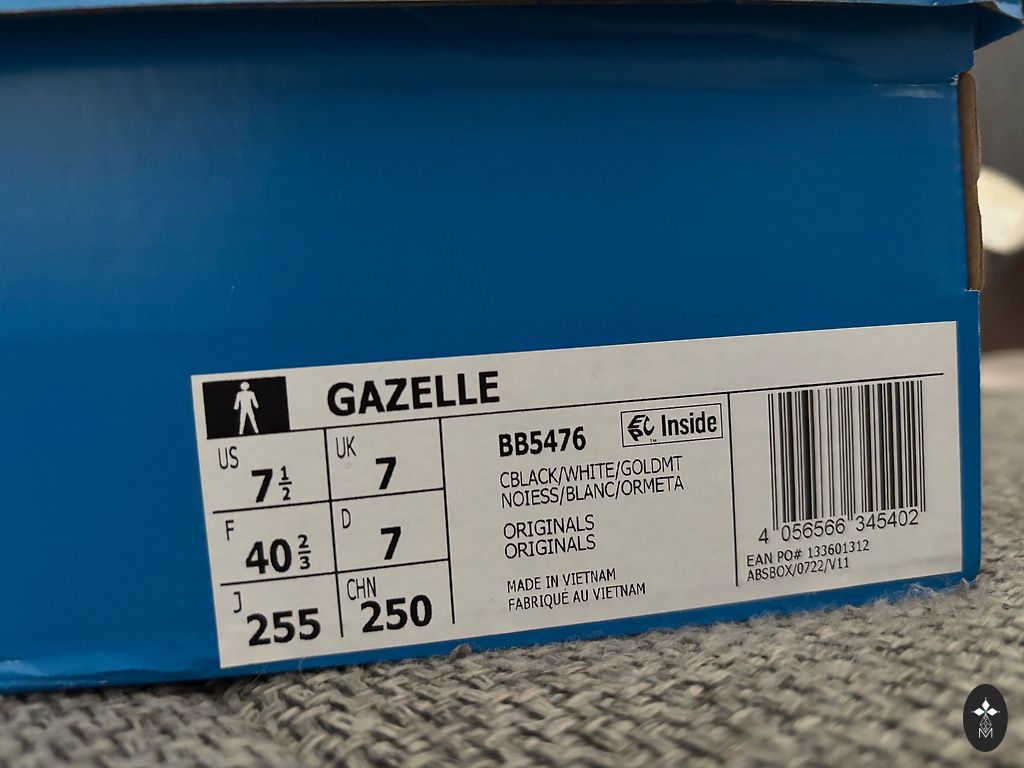 GAZELLE
US 7 1/2
UK 7
F 40 2/3
D 7
J 255
CHN 250
BB5476
EPC™ Inside
CBLACK/WHITE/GOLDMT
NOIESS/BLANC/ORMETA
ORIGINALS
ORIGINALS
MADE IN VIETNAM
FABRIQUÉ AU VIETNAM
4 056566 345402
EAN PO# 133601312
ABSBOX/0722/V11
M